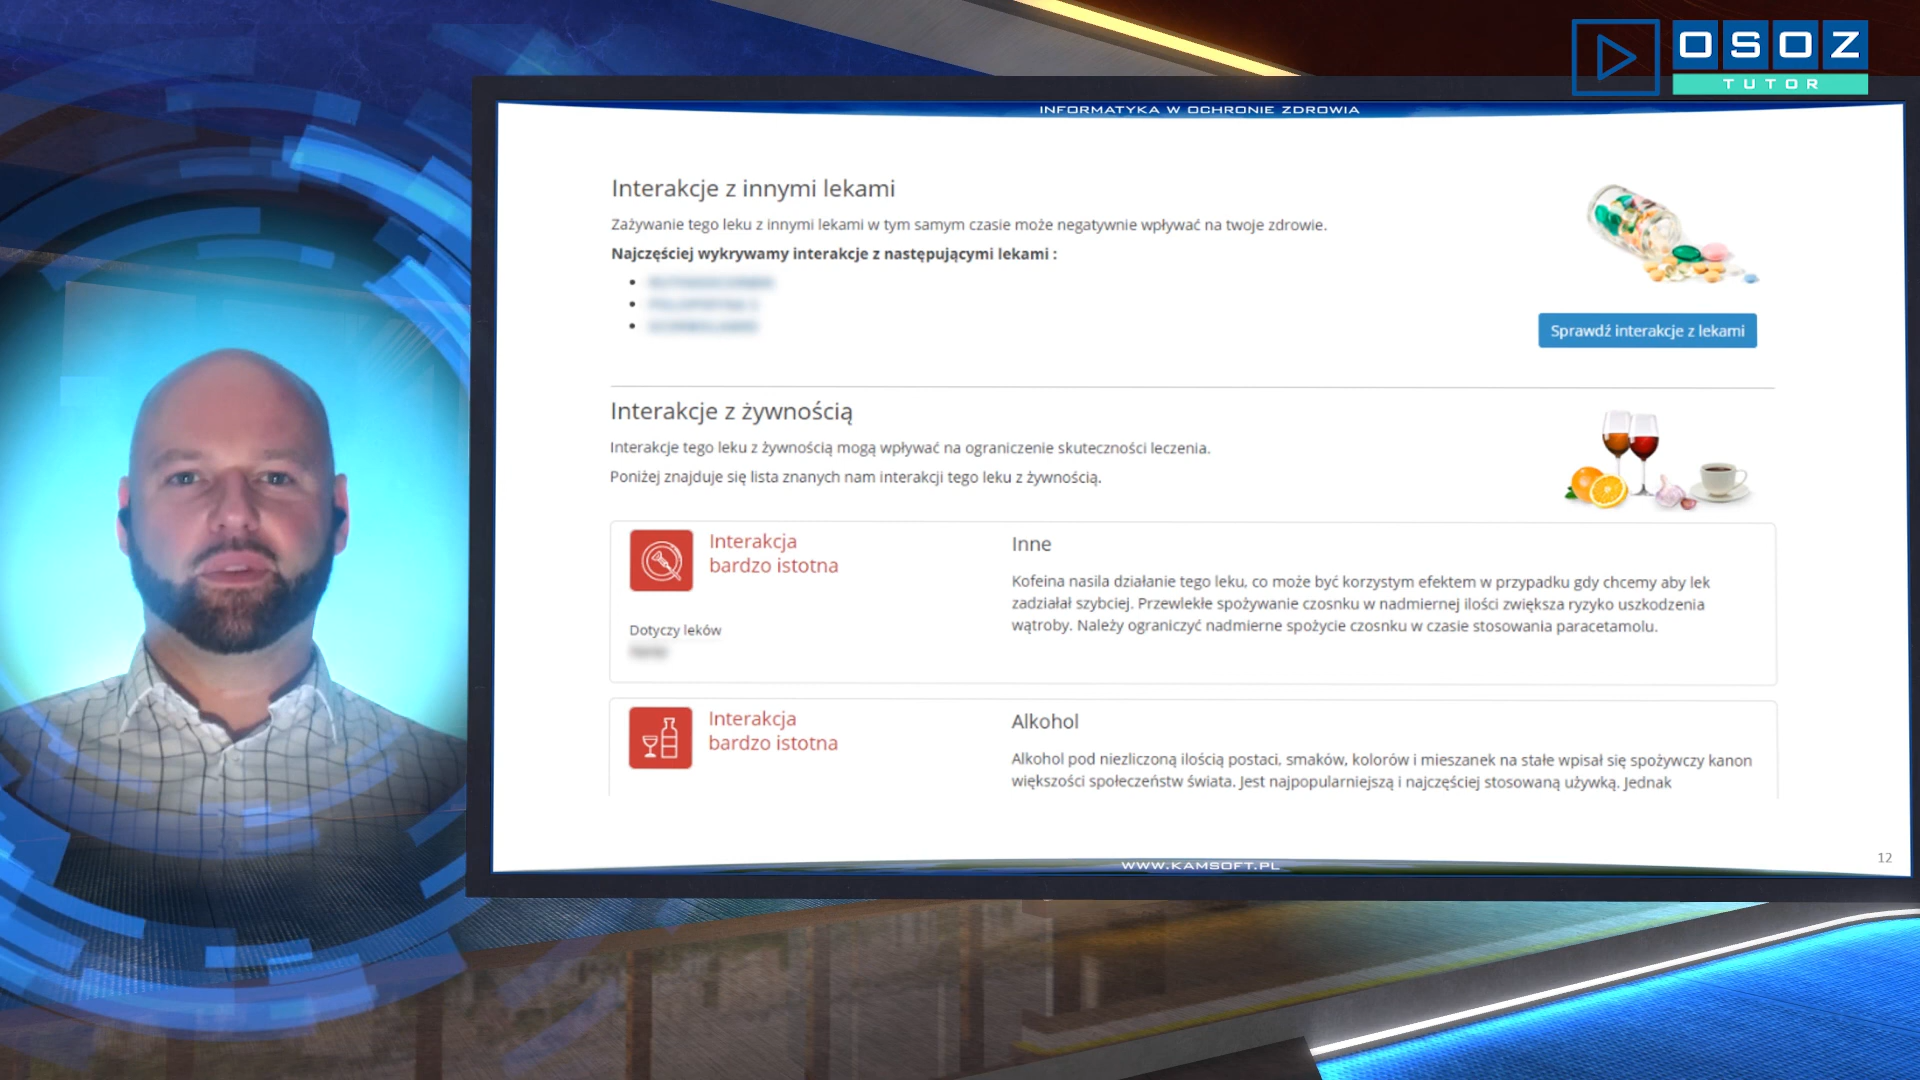 OSOZ
TUTOR
INFORMATYKA W OCHRONIE ZDROWIA
Interakcje z innymi lekami
Zażywanie tego leku z innymi lekami w tym samym czasie może negatywnie wpływać na twoje zdrowie.
Najczęściej wykrywamy interakcje z następującymi lekami :
Sprawdź interakcje z lekami
Interakcje z żywnością
Interakcje tego leku z żywnością mogą wpływać na ograniczenie skuteczności leczenia.
Poniżej znajduje się lista znanych nam interakcji tego leku z żywnością.
Interakcja
bardzo istotna
Dotyczy leków
Inne
Kofeina nasila działanie tego leku, co może być korzystym efektem w przypadku gdy chcemy aby lek
zadziałał szybciej. Przewlekłe spożywanie czosnku w nadmiernej ilości zwiększa ryzyko uszkodzenia
wątroby. Należy ograniczyć nadmierne spożycie czosnku w czasie stosowania paracetamolu.
Interakcja
bardzo istotna
Alkohol
Alkohol pod niezliczoną ilością postaci, smaków, kolorów i mieszanek na stałe wpisał się spożywczy kanon
większości społeczeństw świata. Jest najpopularniejszą i najczęściej stosowaną używką. Jednak
12
WWW.KAMSOFT.PL